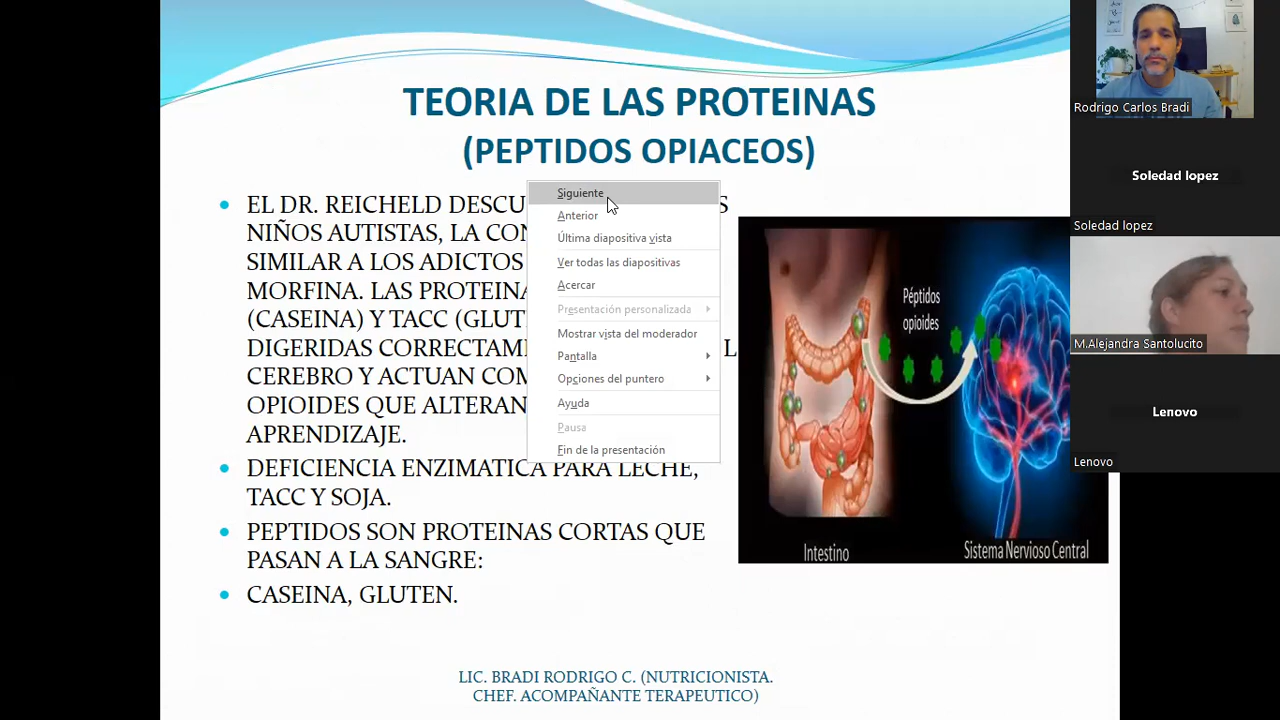 TEORIA DE LAS PROTEINAS
(PEPTIDOS OPIACEOS)
EL DR. REICHELD DESCU S
NIÑOS AUTISTAS, LA CON
SIMILAR A LOS ADICTOS
MORFINA. LAS PROTEINA
(CASEINA) Y TACC (GLUT
DIGERIDAS CORRECTAM L
CEREBRO Y ACTUAN COM
OPIOIDES QUE ALTERAN
APRENDIZAJE.
DEFICIENCIA ENZIMATICA PARA LECHE,
TACC Y SOJA.
PEPTIDOS SON PROTEINAS CORTAS QUE
PASAN A LA SANGRE:
CASEINA, GLUTEN.
Siguiente
Anterior
Última diapositiva vista
Ver todas las diapositivas
Acercar
Presentación personalizada
Mostrar vista del moderador
Pantalla
Opciones del puntero
Ayuda
Pausa
Fin de la presentación
Péptidos
opioides
Intestino
Sistema Nervioso Central
LIC. BRADI RODRIGO C. (NUTRICIONISTA.
CHEF. ACOMPAÑANTE TERAPEUTICO)
Rodrigo Carlos Bradi
Soledad lopez
Soledad lopez
M.Alejandra Santolucito
Lenovo
Lenovo